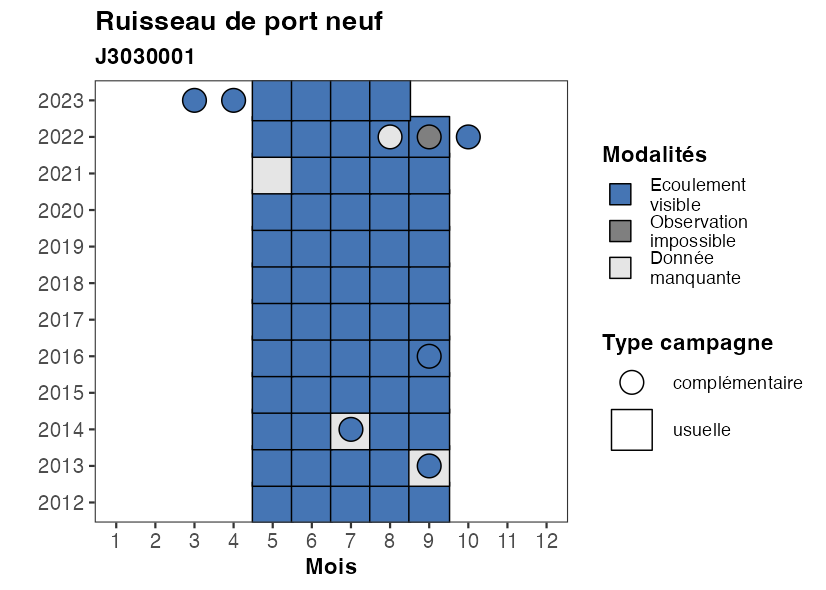 Ruisseau de port neuf
J3030001
2023
2022
2021
2020
2019
2018
2017
2016
2015
2014
2013
2012
1 2 3 4 5 6 7 8 9 10 11 12
Mois
Modalités
Ecoulement
visible
Observation
impossible
Donnée
manquante
Type campagne
complémentaire
usuelle